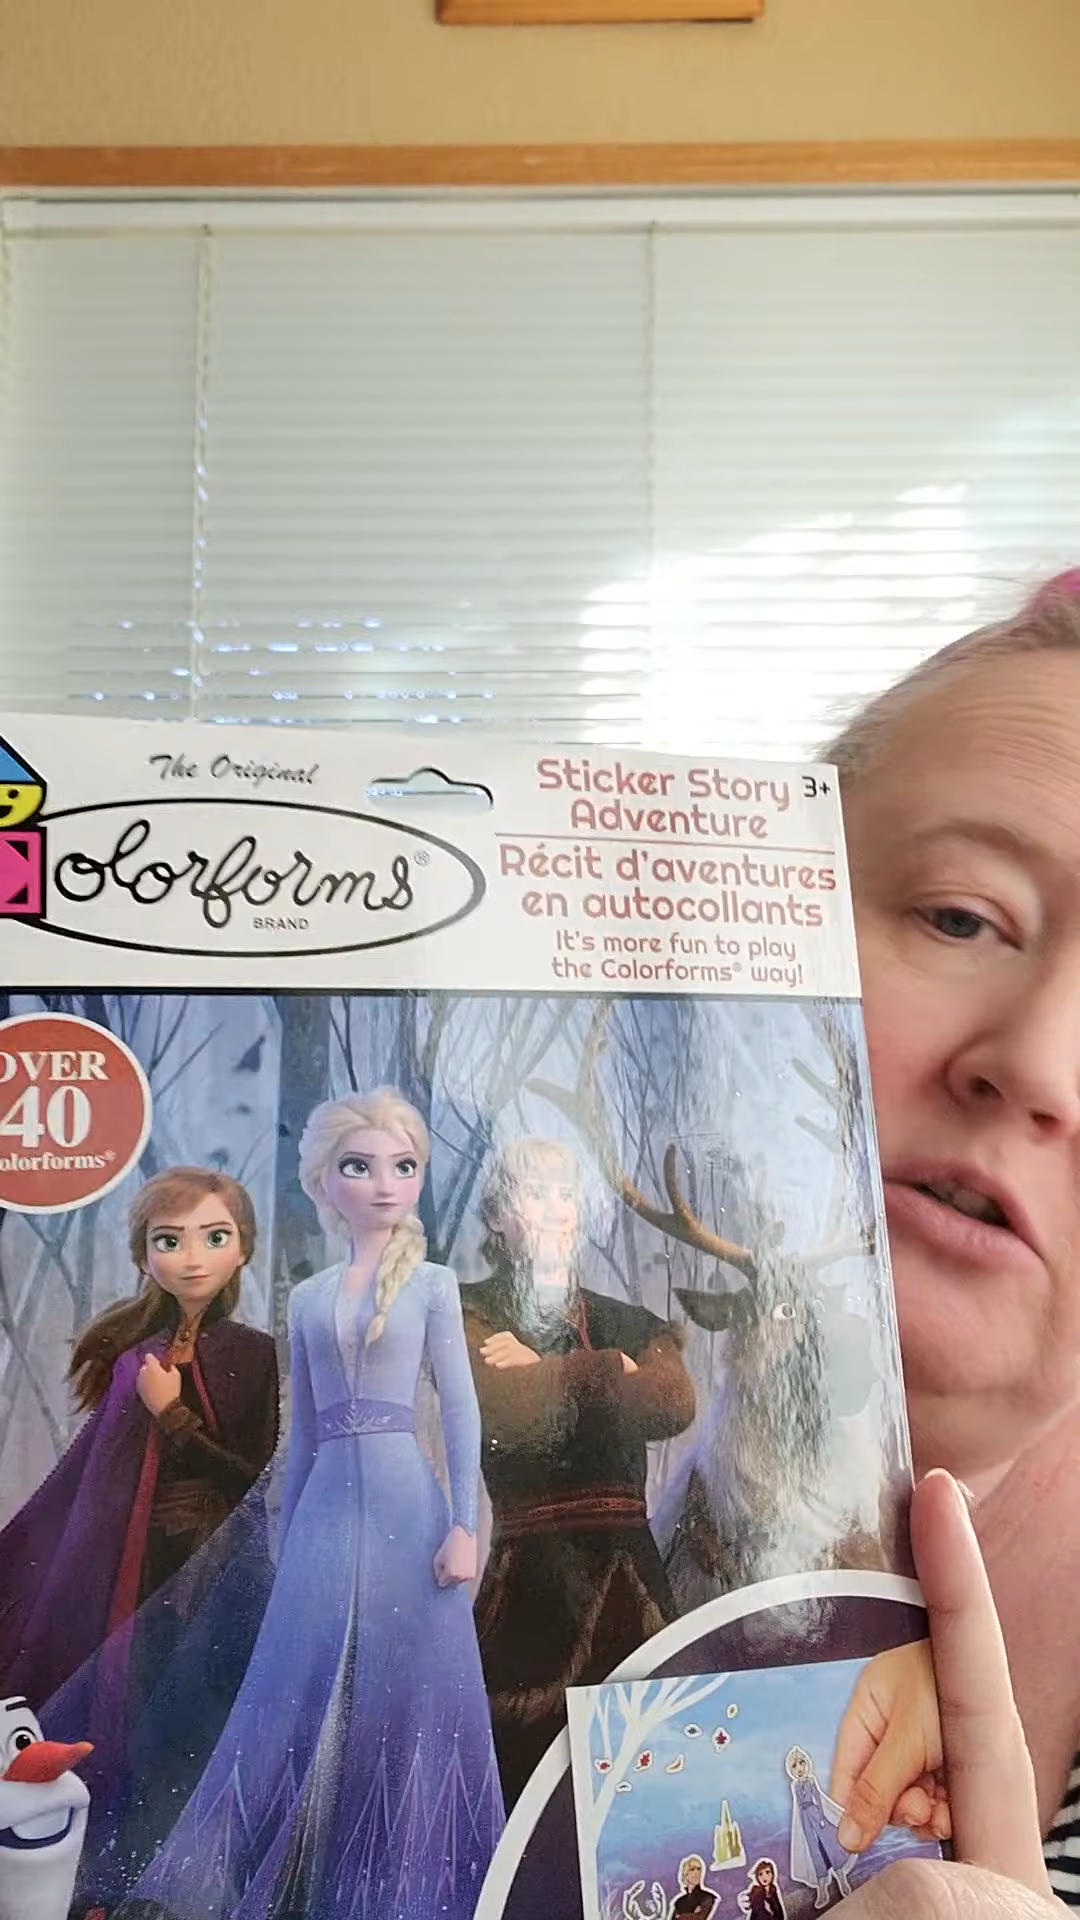 The Original
Colorforms®
BRAND
Sticker Story 3+
Adventure
Récit d'aventures
en autocollants
It's more fun to play
the Colorforms® way!
OVER
40
olorforms®